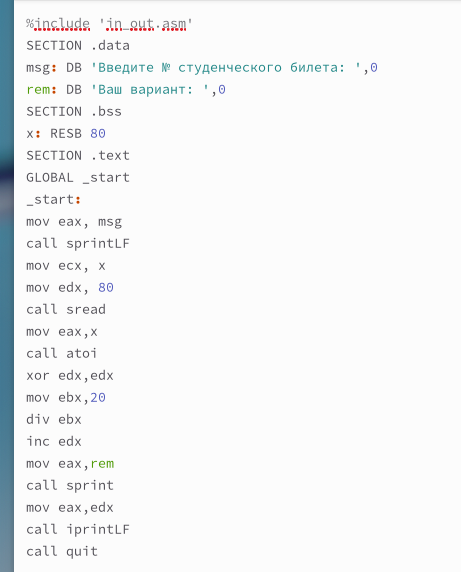 %include 'in_out.asm'
SECTION .data
msg: DB 'Введите № студенческого билета: ',0
rem: DB 'Ваш вариант: ',0
SECTION .bss
x: RESB 80
SECTION .text
GLOBAL _start
_start:
mov eax, msg
call sprintLF
mov ecx, x
mov edx, 80
call sread
mov eax,x
call atoi
xor edx,edx
mov ebx,20
div ebx
inc edx
mov eax,rem
call sprint
mov eax,edx
call iprintLF
call quit